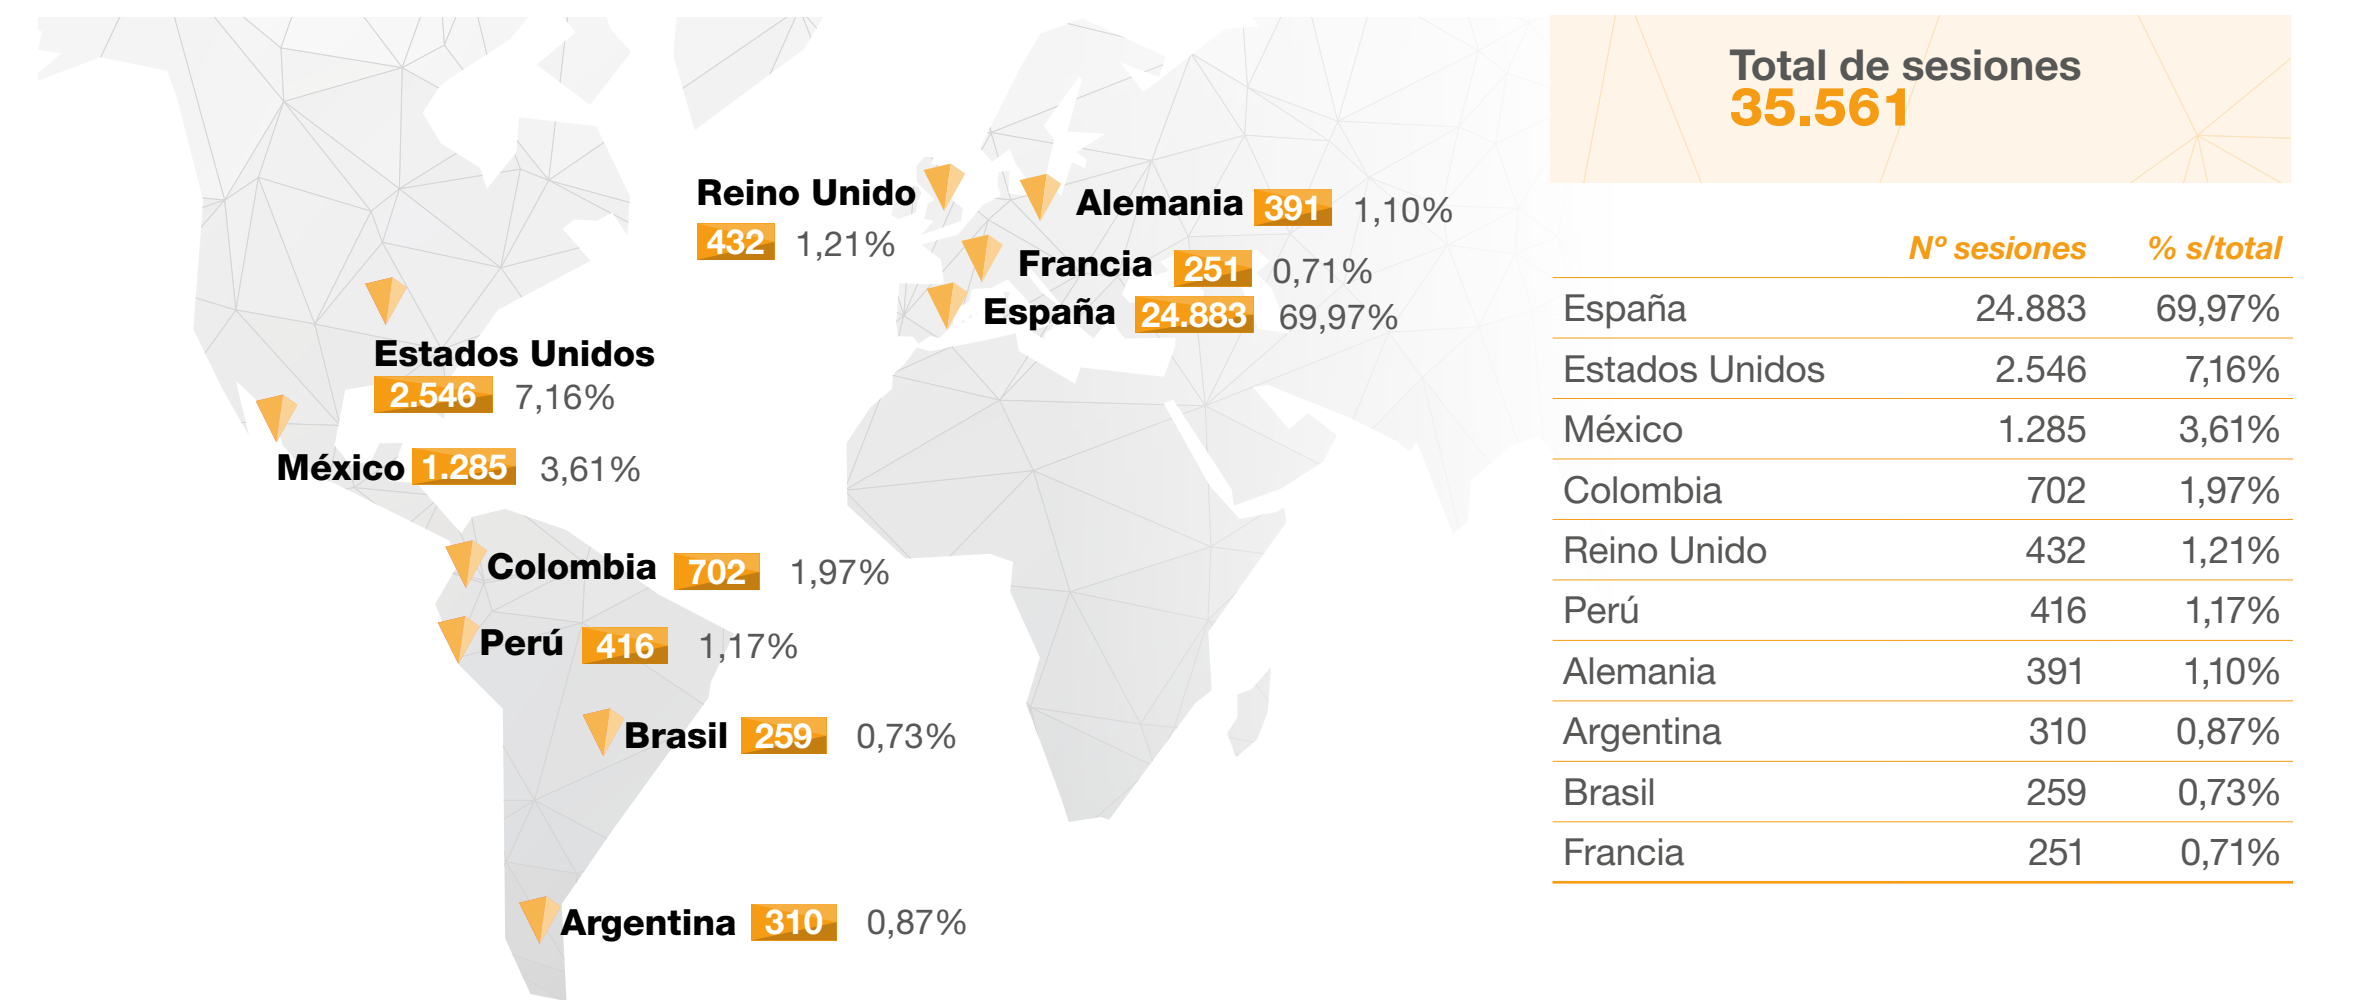 Reino Unido
432 1,21%
Alemania 391 1,10%
Francia 251 0,71%
España 24.883 69,97%
Estados Unidos
2.546 7,16%
México 1.285 3,61%
Colombia 702 1,97%
Perú 416 1,17%
Brasil 259 0,73%
Argentina 310 0,87%
Total de sesiones
35.561
Nº sesiones % s/total
España 24.883 69,97%
Estados Unidos 2.546 7,16%
México 1.285 3,61%
Colombia 702 1,97%
Reino Unido 432 1,21%
Perú 416 1,17%
Alemania 391 1,10%
Argentina 310 0,87%
Brasil 259 0,73%
Francia 251 0,71%